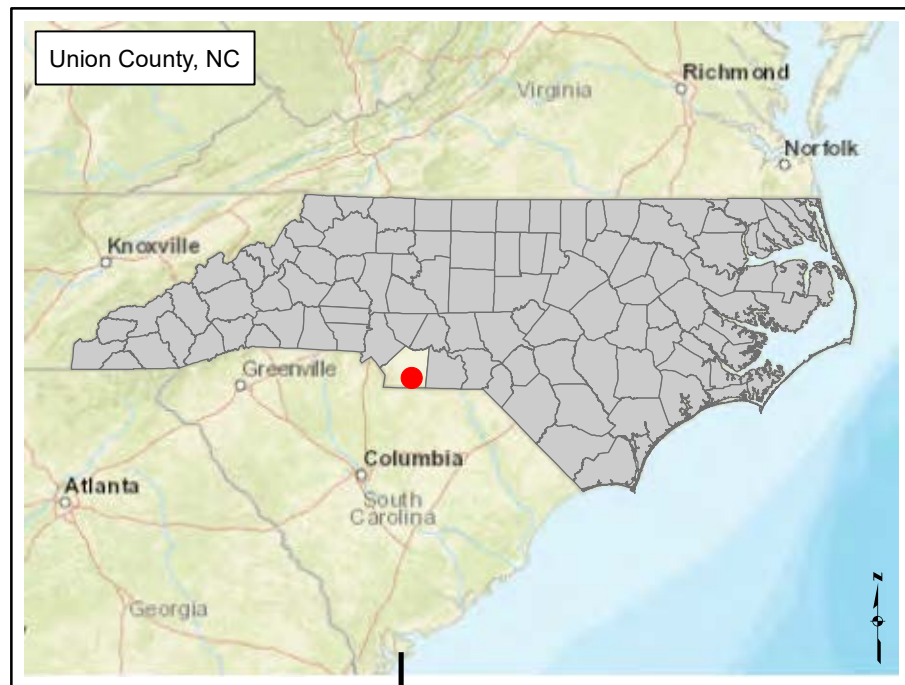 Union County, NC
Richmond
Virginia
Norfolk
Knoxville
Greenville
Columbia
Atlanta
South
Carolina
Georgia
N